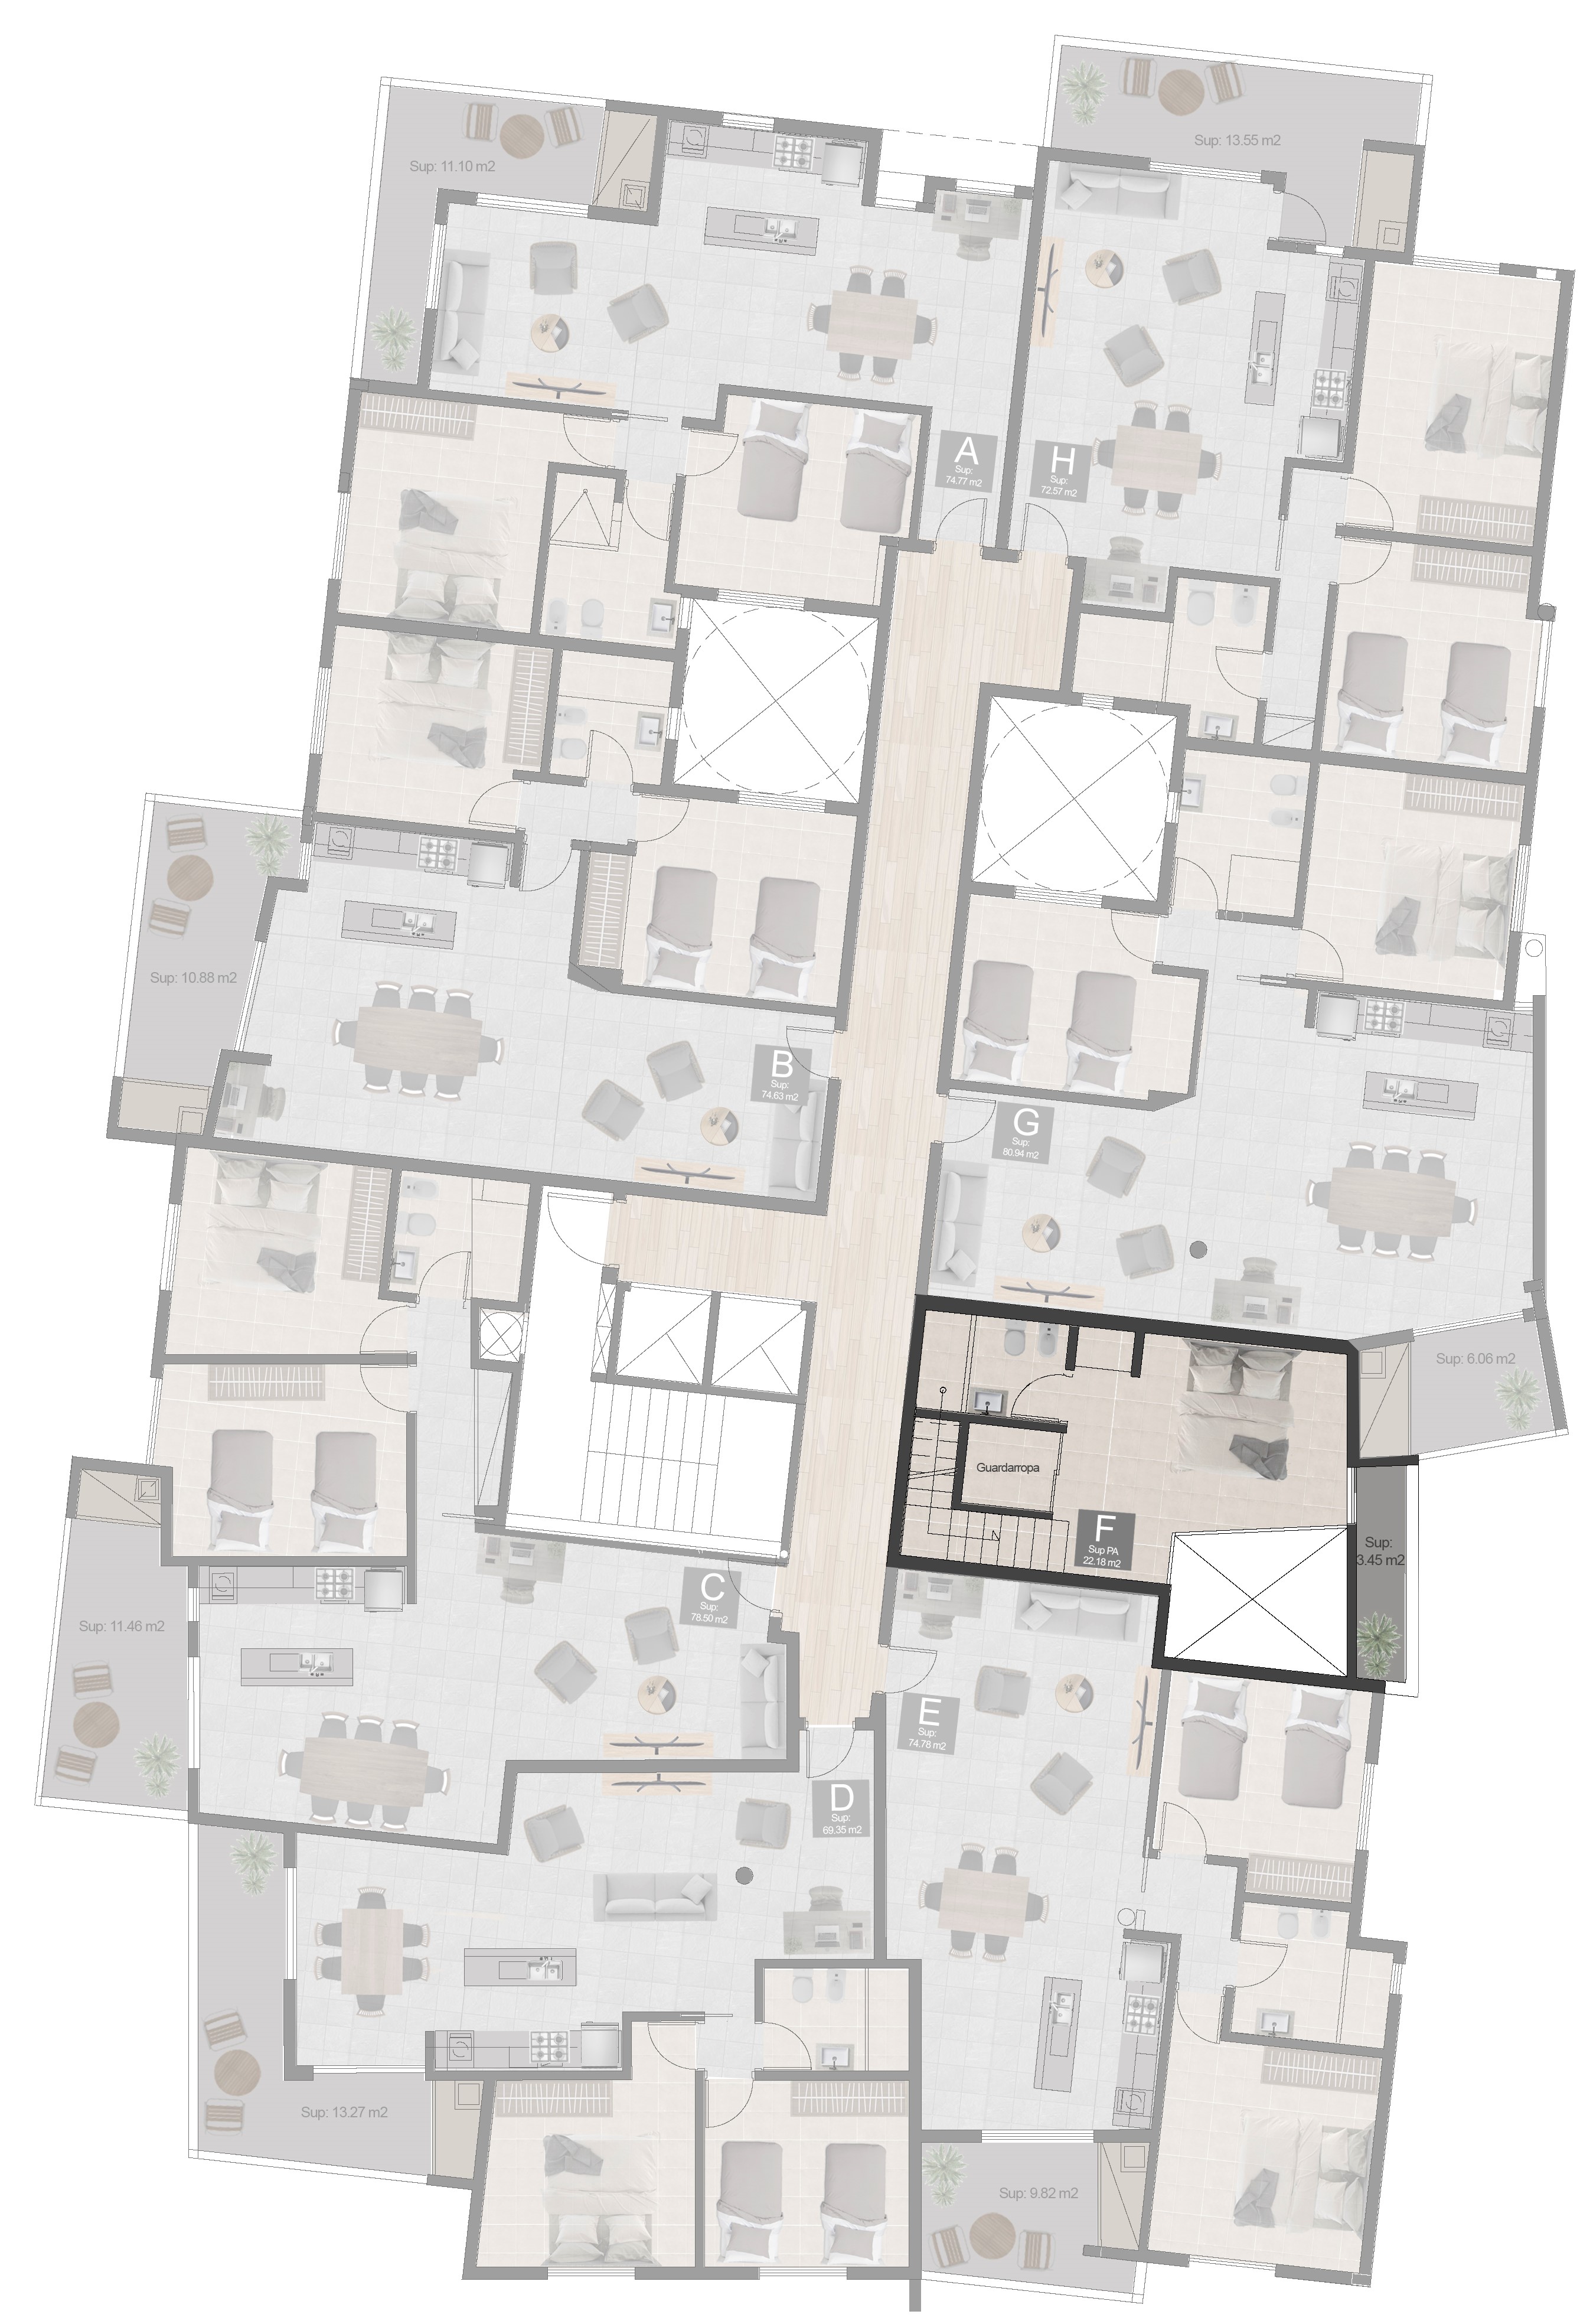 Sup: 13.55 m2
Sup: 11.10 m2
A
Sup:
74.77 m2
H
Sup:
72.57 m2
Sup: 10.88 m2
B
Sup:
74.63 m2
G
Sup:
80.94 m2
Sup: 6.06 m2
Guardarropa
F
Sup PA
22.18 m2
Sup:
3.45 m2
C
Sup:
78.50 m2
Sup: 11.46 m2
E
Sup:
74.78 m2
D
Sup:
69.35 m2
Sup: 13.27 m2
Sup: 9.82 m2